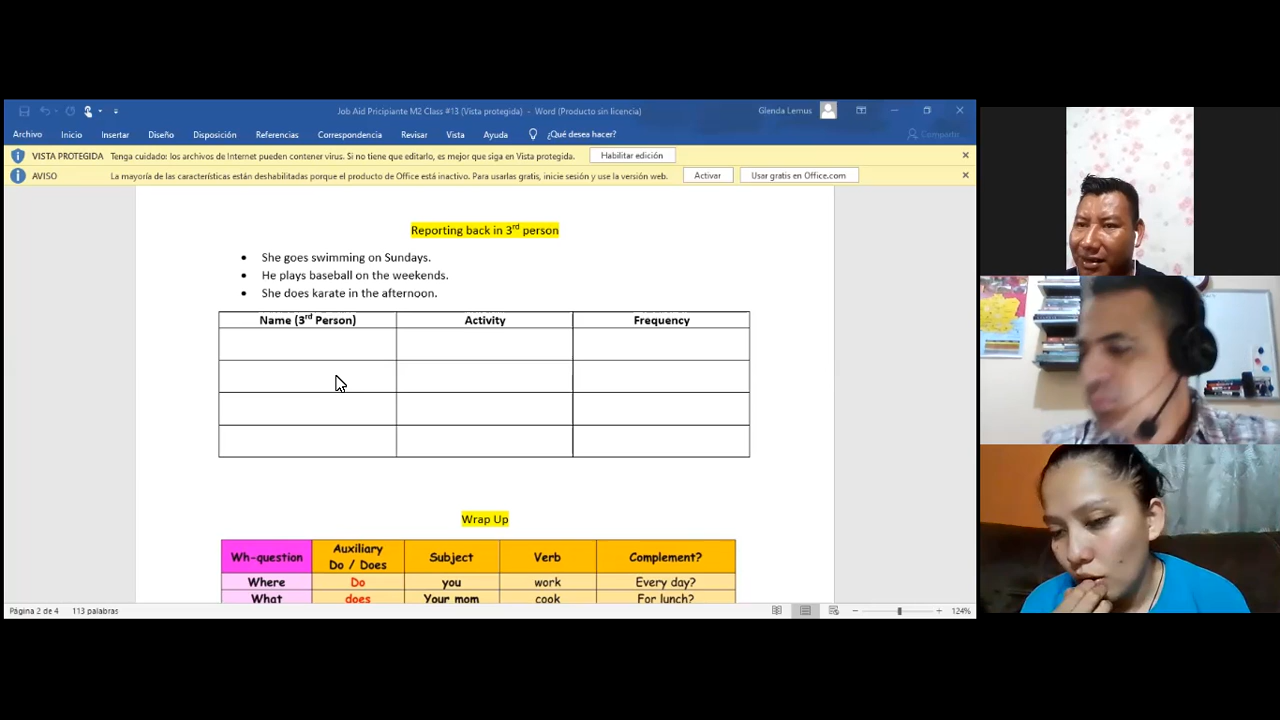 Job Aid Pricipiante M2 Class #13 (Vista protegida) - Word (Producto sin licencia)
Glenda Lemus
Archivo Inicio Insertar Diseño Disposición Referencias Correspondencia Revisar Vista Ayuda ¿Qué desea hacer? Compartir
VISTA PROTEGIDA Tenga cuidado: los archivos de Internet pueden contener virus. Si no tiene que editarlo, es mejor que siga en Vista protegida. Habilitar edición
AVISO La mayoría de las características están deshabilitadas porque el producto de Office está inactivo. Para usarlas gratis, inicie sesión y use la versión web. Activar Usar gratis en Office.com
Reporting back in 3rd person
• She goes swimming on Sundays.
• He plays baseball on the weekends.
• She does karate in the afternoon.
Name (3rd Person) Activity Frequency
Wrap Up
Wh-question Auxiliary Do / Does Subject Verb Complement?
Where Do you work Every day?
What does Your mom cook For lunch?
Página 2 de 4 113 palabras 124%